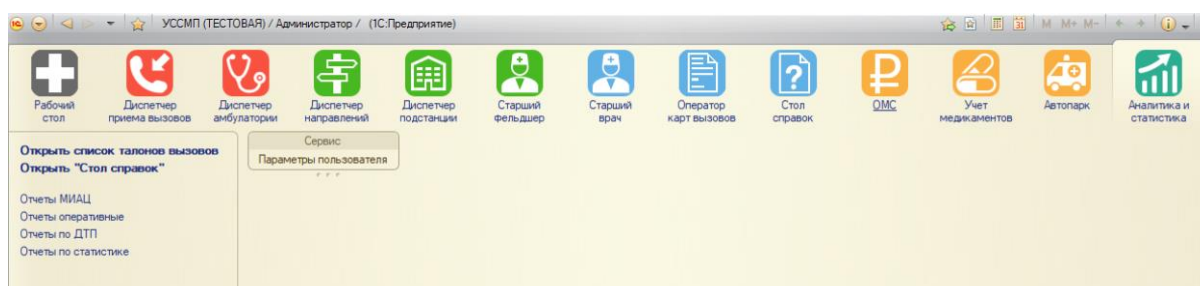 УССМП (ТЕСТОВАЯ) / Администратор / (1С:Предприятие)
31 M M+ M-
Рабочий стол
Диспетчер приема вызовов
Диспетчер амбулатории
Диспетчер направлений
Диспетчер подстанции
Старший фельдшер
Старший врач
Оператор карт вызовов
Стол справок
ОМС
Учет медикаментов
Автопарк
Аналитика и статистика
Открыть список талонов вызовов
Открыть "Стол справок"
Отчеты МИАЦ
Отчеты оперативные
Отчеты по ДТП
Отчеты по статистике
Сервис
Параметры пользователя